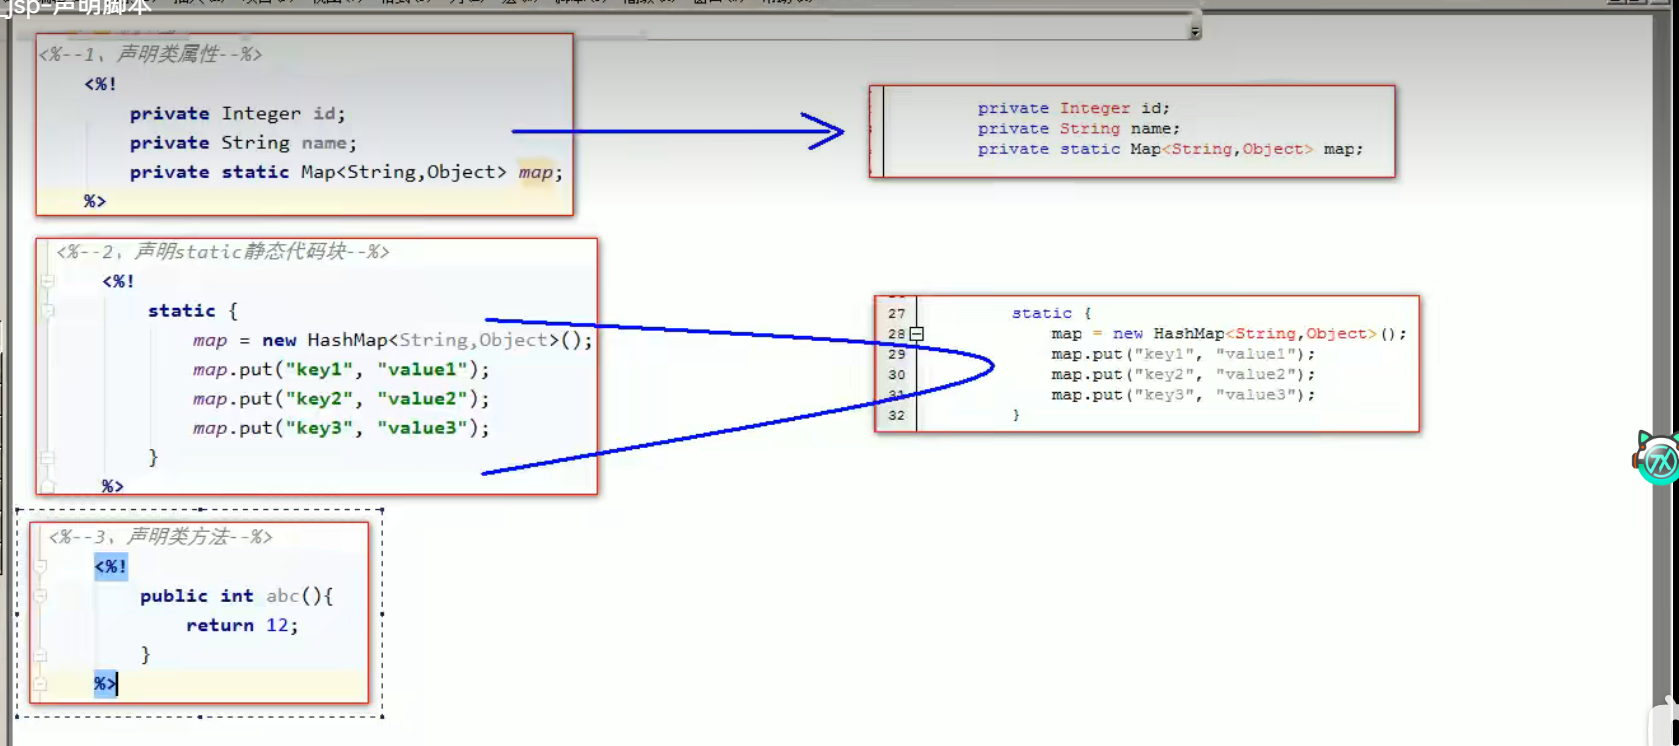 jsp-声明脚本
<%--1、声明类属性--%>
<%!
private Integer id;
private String name;
private static Map<String,Object> map;
%>
private Integer id;
private String name;
private static Map<String,Object> map;
<%--2、声明static静态代码块--%>
<%!
static {
map = new HashMap<String,Object>();
map.put("key1", "value1");
map.put("key2", "value2");
map.put("key3", "value3");
}
%>
27 static {
28 map = new HashMap<String,Object>();
29 map.put("key1", "value1");
30 map.put("key2", "value2");
31 map.put("key3", "value3");
32 }
<%--3、声明类方法--%>
<%!
public int abc(){
return 12;
}
%>